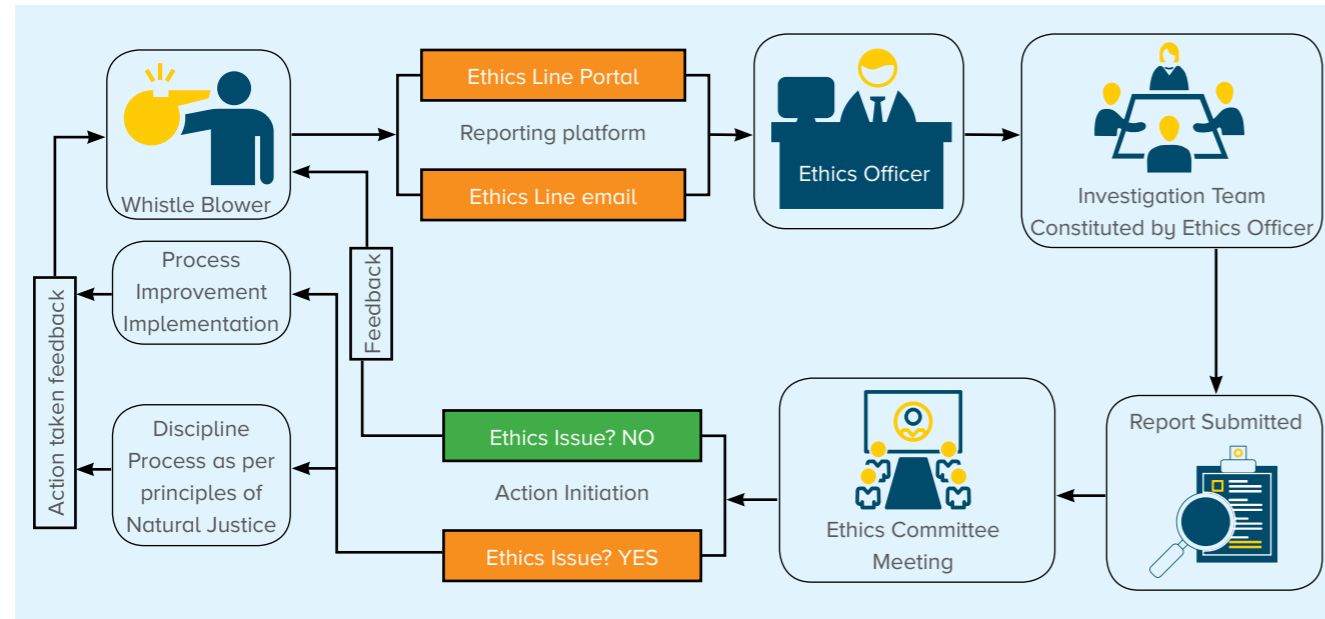 Ethics Line Portal
Reporting platform
Ethics Line email
Whistle Blower
Ethics Officer
Investigation Team
Constituted by Ethics Officer
Process
Improvement
Implementation
Feedback
Action taken feedback
Discipline
Process as per
principles of
Natural Justice
Ethics Issue? NO
Action Initiation
Ethics Issue? YES
Ethics Committee
Meeting
Report Submitted